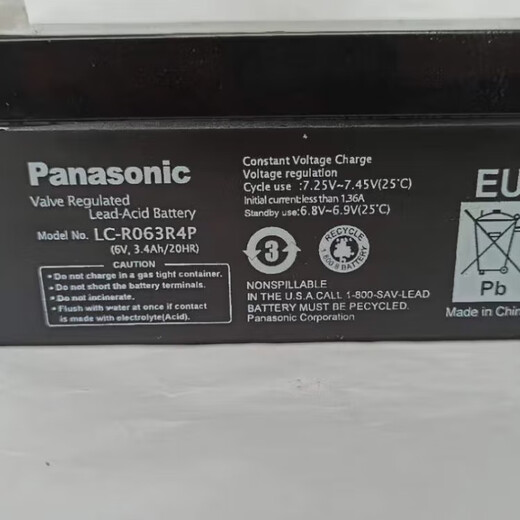 Panasonic
Valve Regulated
Lead-Acid Battery
Model No. LC-R063R4P
(6V, 3.4Ah/20HR)
CAUTION
• Do not charge in a gas tight container.
• Do not short the battery terminals.
• Do not incinerate.
• Flush with water at once if contact
is made with electrolyte(Acid).
Constant Voltage Charge
Voltage regulation
Cycle use :7.25V~7.45V(25℃)
Initial current:less than 1.36A
Standby use:6.8V~6.9V(25℃)
3
RECYCLE
NONSPILLABLE
IN THE U.S.A.CALL 1-800-SAV-LEAD
BATTERY MUST BE RECYCLED.
Panasonic Corporation
EU
Pb
Made in Chin